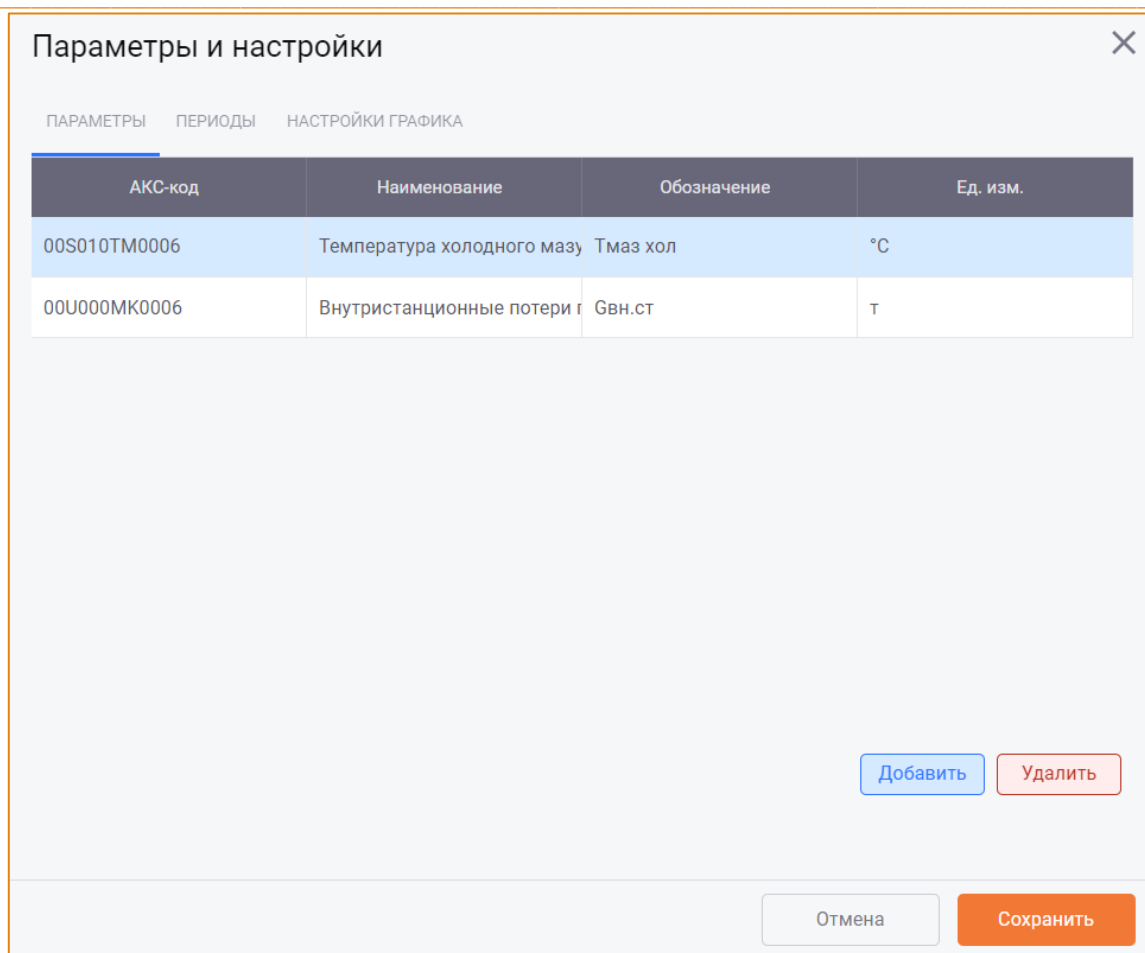 Параметры и настройки
ПАРАМЕТРЫ ПЕРИОДЫ НАСТРОЙКИ ГРАФИКА
АКС-код Наименование Обозначение Ед. изм.
00S010TM0006 Температура холодного мазу Тмаз хол °С
00U000MK0006 Внутристанционные потери Gвн.ст т
Добавить Удалить
Отмена Сохранить